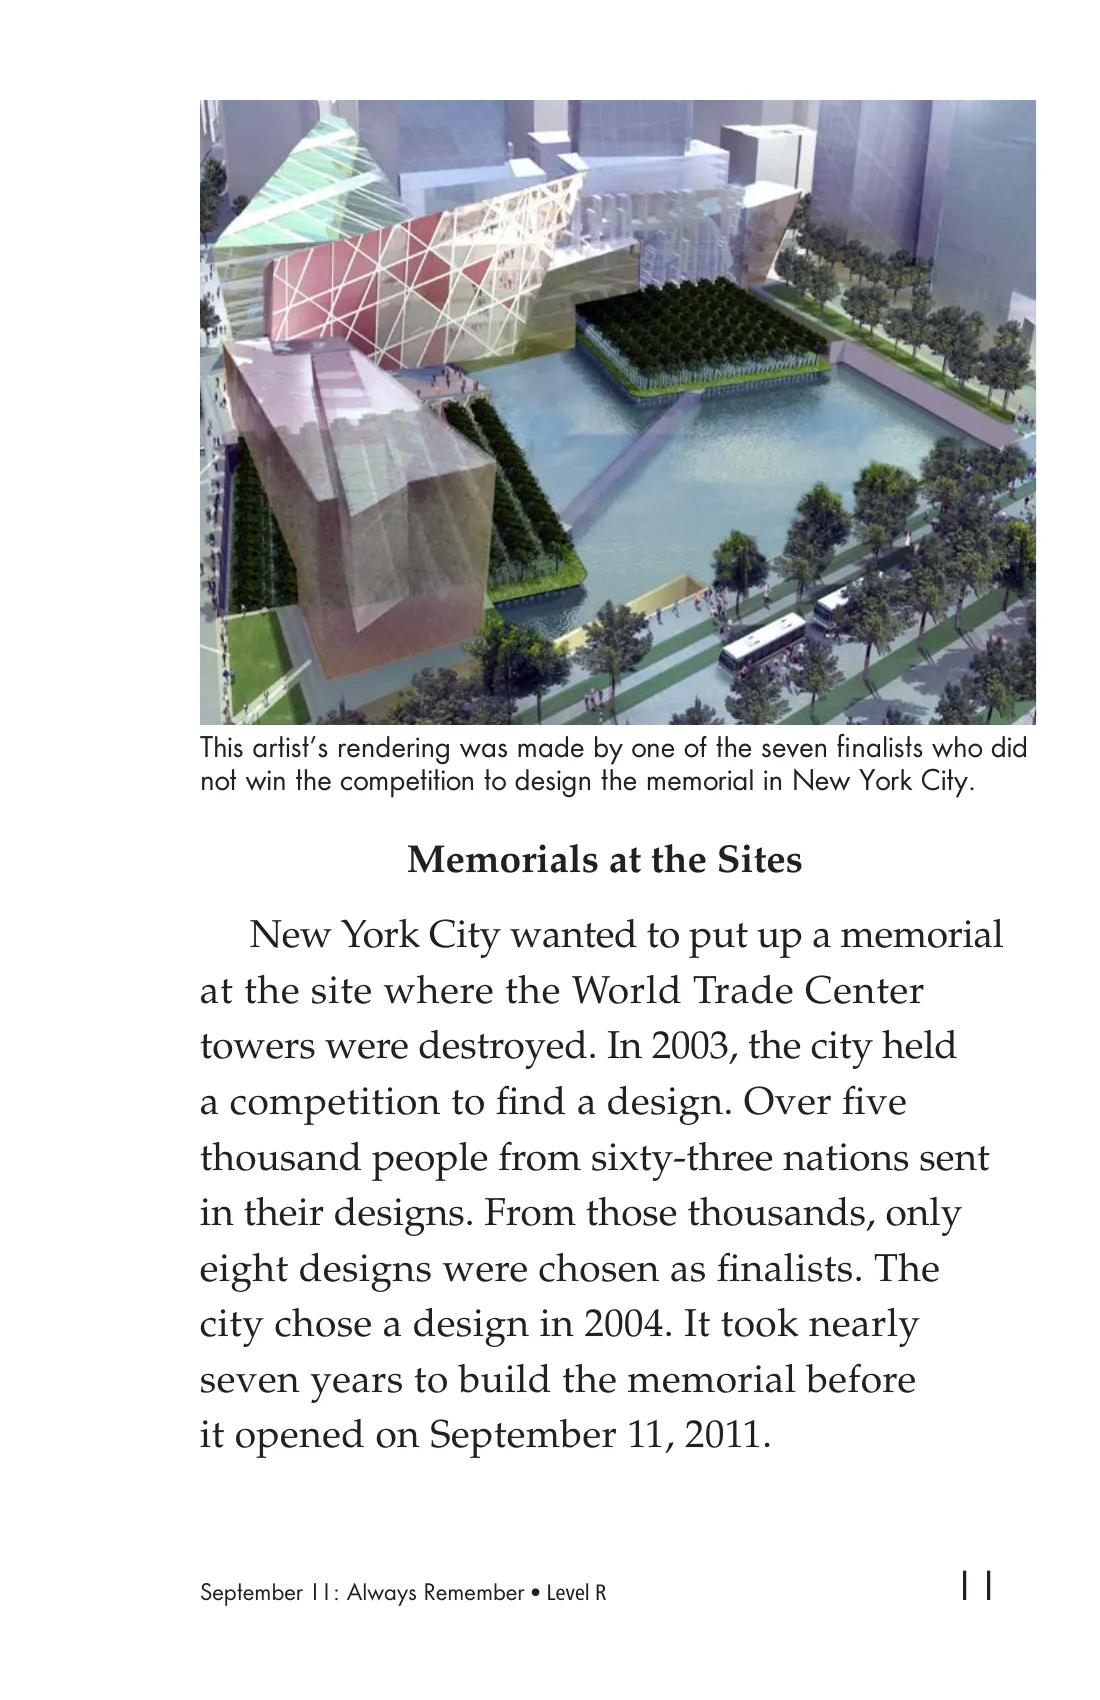 This artist’s rendering was made by one of the seven finalists who did
not win the competition to design the memorial in New York City.
Memorials at the Sites
New York City wanted to put up a memorial
at the site where the World Trade Center
towers were destroyed. In 2003, the city held
a competition to find a design. Over five
thousand people from sixty-three nations sent
in their designs. From those thousands, only
eight designs were chosen as finalists. The
city chose a design in 2004. It took nearly
seven years to build the memorial before
it opened on September 11, 2011.
September 11: Always Remember • Level R
11